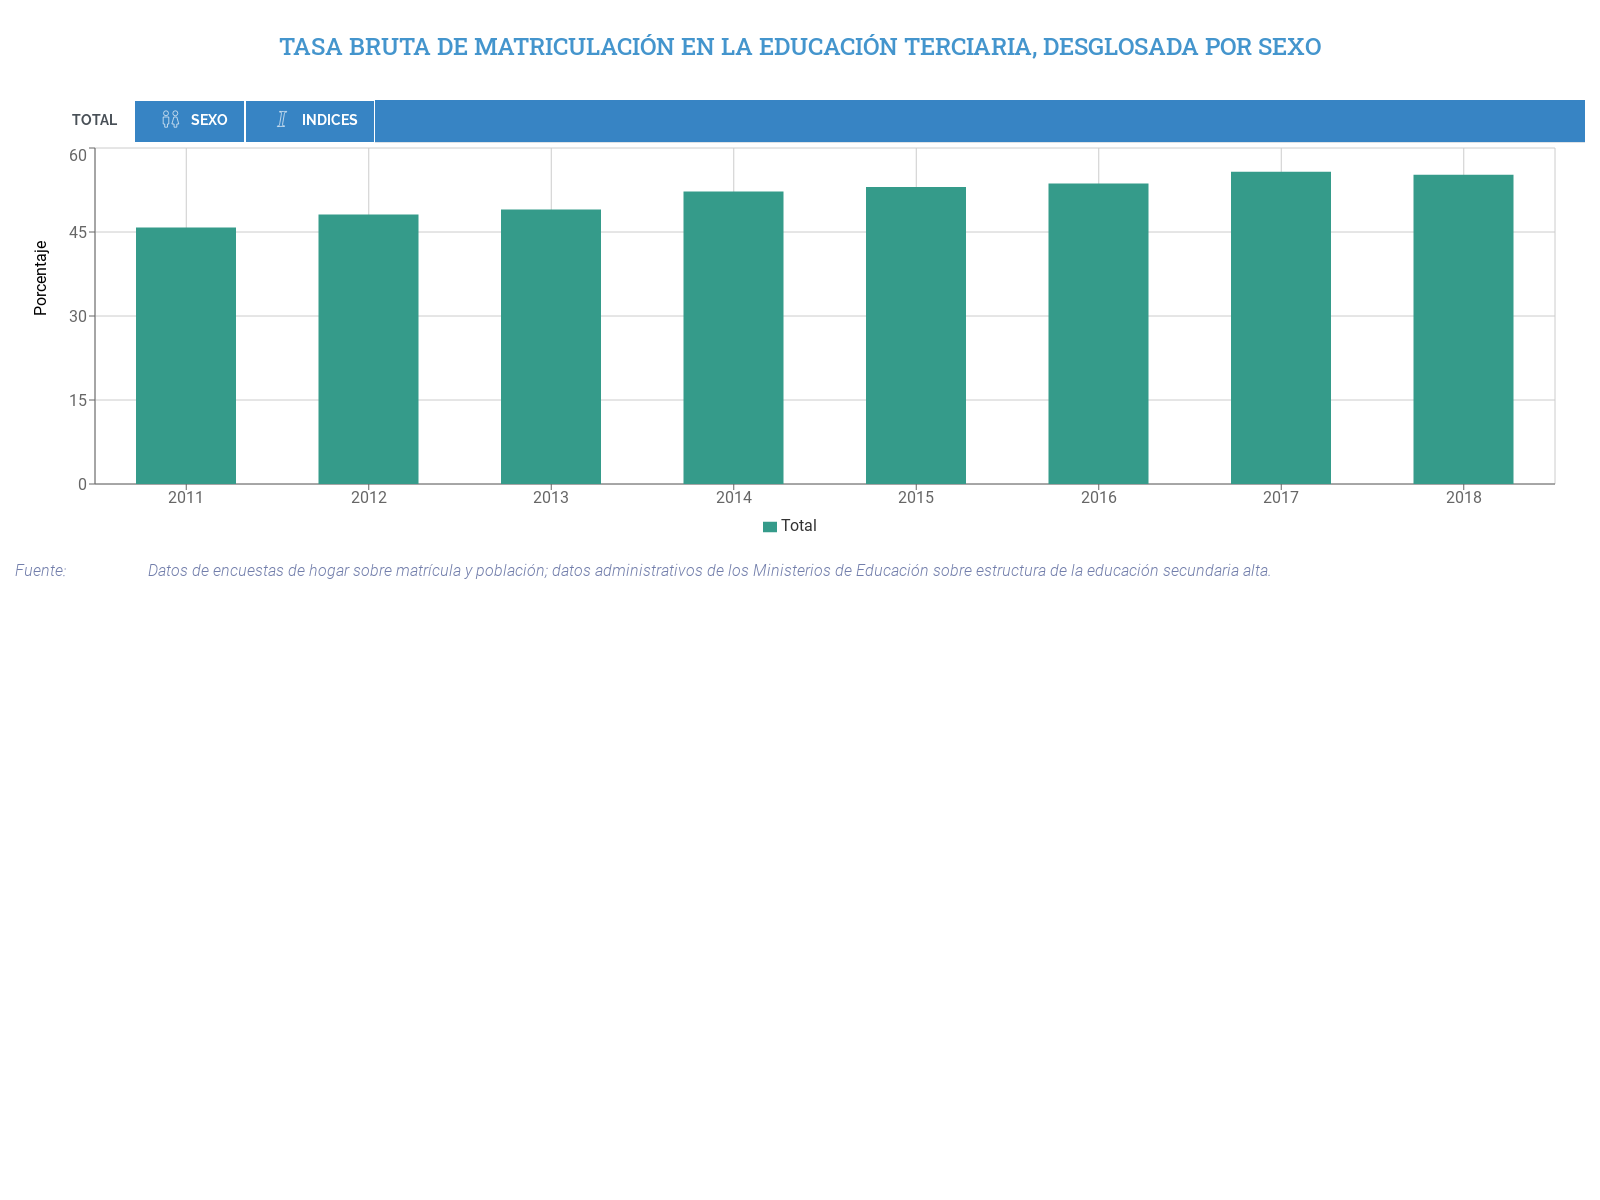 TASA BRUTA DE MATRICULACIÓN EN LA EDUCACIÓN TERCIARIA, DESGLOSADA POR SEXO
TOTAL SEXO INDICES
60
45
30
15
0
Porcentaje
2011 2012 2013 2014 2015 2016 2017 2018
Total
Fuente: Datos de encuestas de hogar sobre matrícula y población; datos administrativos de los Ministerios de Educación sobre estructura de la educación secundaria alta.